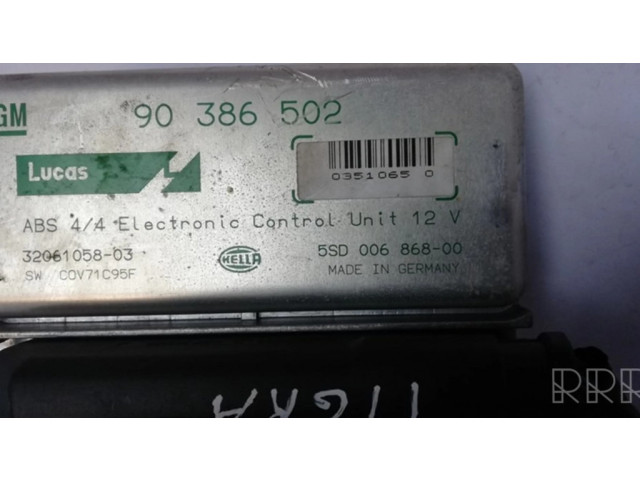 GM 90 386 502
Lucas
0351065 0
ABS 4/4 Electronic Control Unit 12 V
32061058-03 HELLA 5SD 006 868-00
SW COV71C95F MADE IN GERMANY
TIGRA
RRR